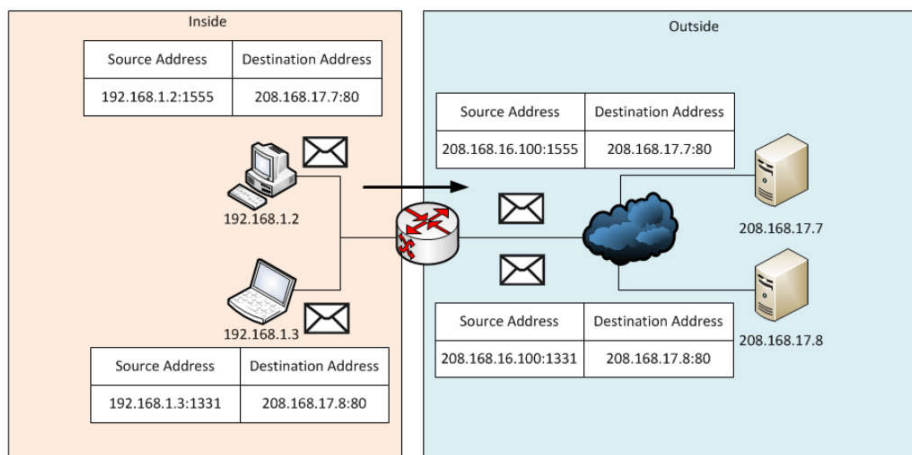 Inside
Source Address Destination Address
192.168.1.2:1555 208.168.17.7:80
192.168.1.2
192.168.1.3
Source Address Destination Address
192.168.1.3:1331 208.168.17.8:80
Outside
Source Address Destination Address
208.168.16.100:1555 208.168.17.7:80
208.168.17.7
208.168.17.8
Source Address Destination Address
208.168.16.100:1331 208.168.17.8:80